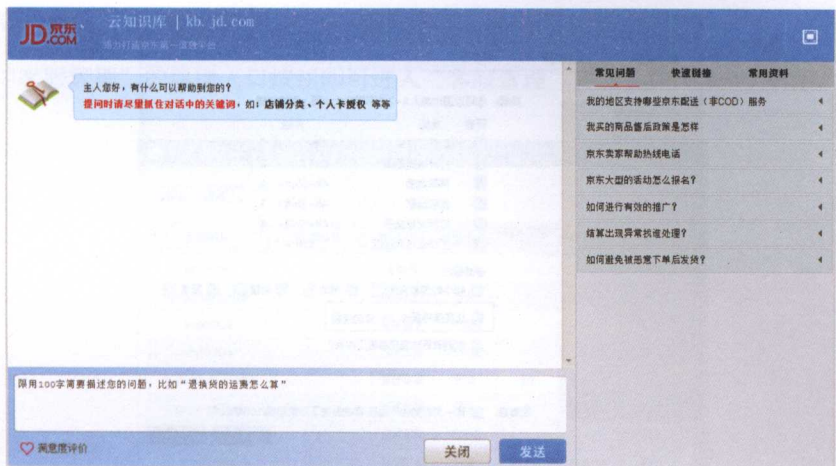 JD.京东.COM
云知识库 | kb.jd.com
主人您好，有什么可以帮助到您的？
提问时请尽里抓住对话中的关键词，如：店铺分类、个人卡授权 等等
常见问题 快速链接 常用资料
我的地区支持哪些京东配送（非COD）服务
我买的商品售后政策是怎样
京东卖家帮助热线电话
京东大型的活动怎么报名？
如何进行有效的推广？
结算出现异常找谁处理？
如何避免被恶意下单后发货？
限用100字简要描述您的问题，比如“退换货的运费怎么算”
满意度评价
关闭
发送